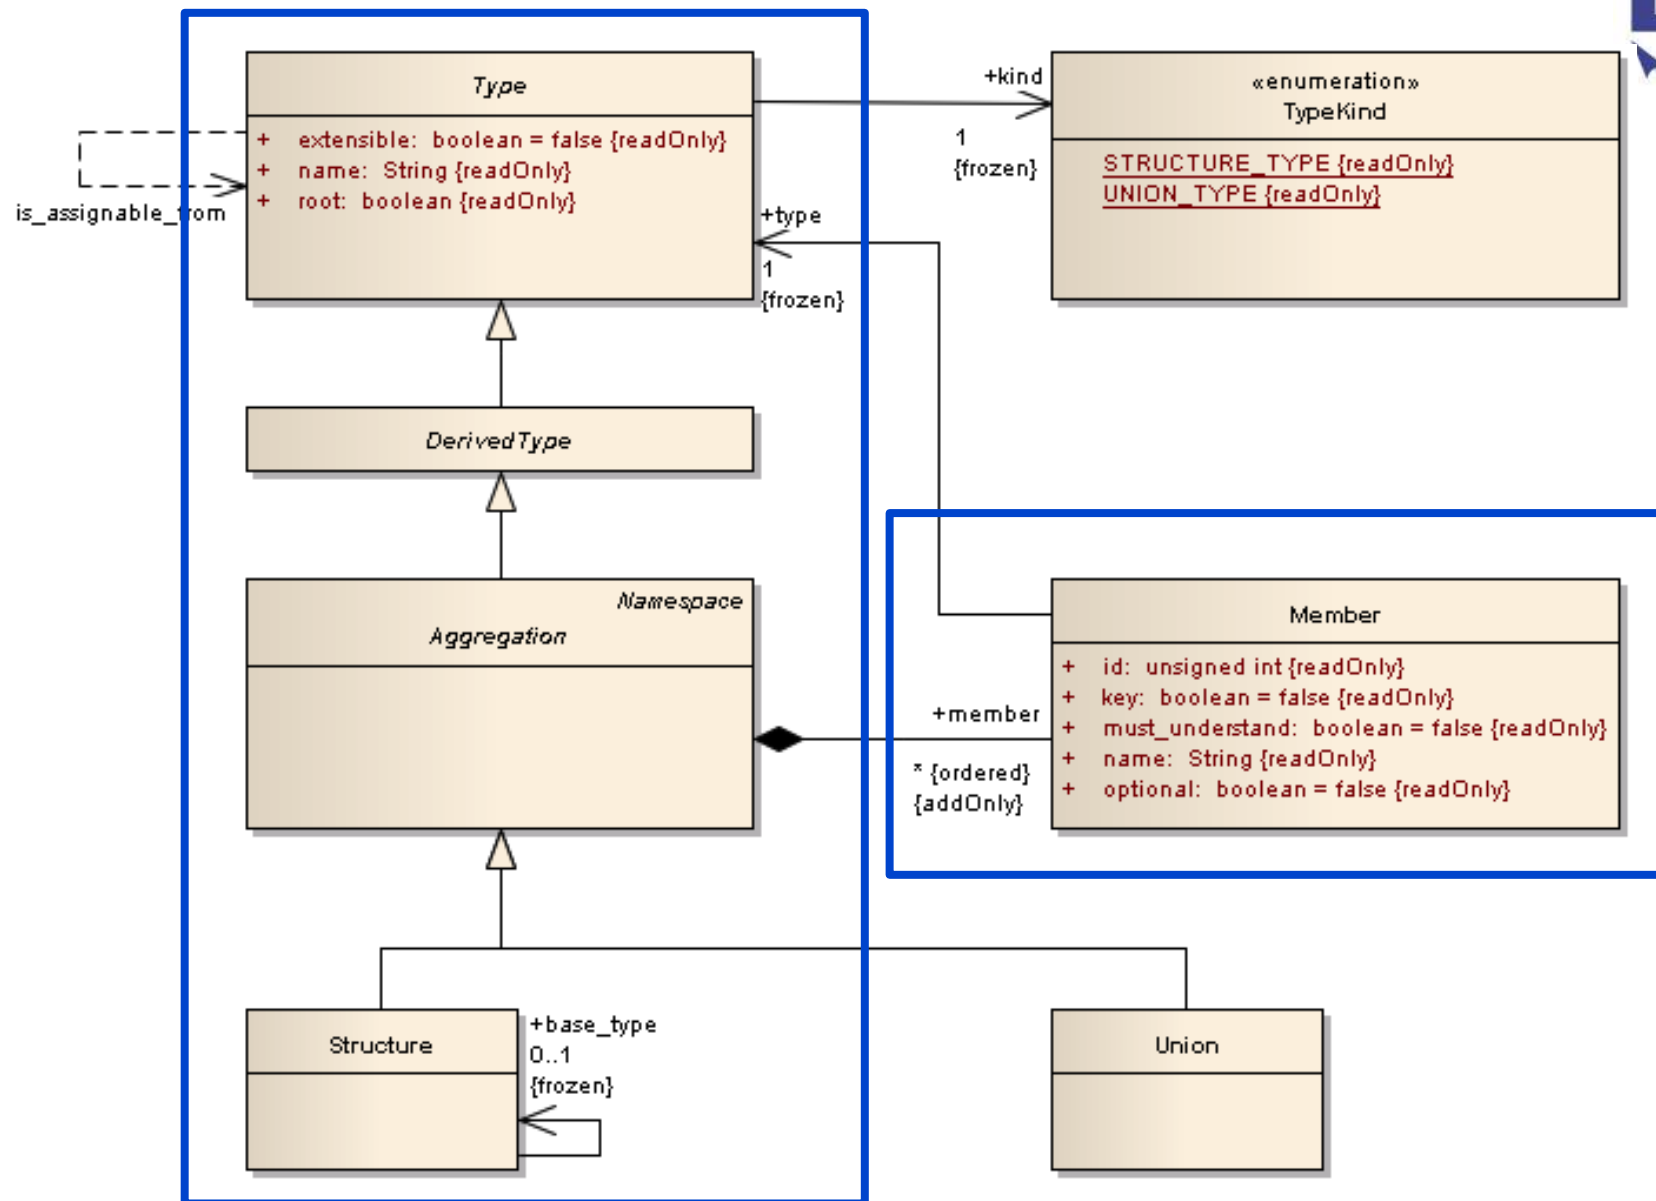 Type
+ extensible: boolean = false {readOnly}
+ name: String {readOnly}
+ root: boolean {readOnly}
is_assignable_from
+kind
1
{frozen}
«enumeration»
TypeKind
STRUCTURE_TYPE {readOnly}
UNION_TYPE {readOnly}
+type
1
{frozen}
DerivedType
Namespace
Aggregation
+member
* {ordered}
{addOnly}
Member
+ id: unsigned int {readOnly}
+ key: boolean = false {readOnly}
+ must_understand: boolean = false {readOnly}
+ name: String {readOnly}
+ optional: boolean = false {readOnly}
Structure
+base_type
0..1
{frozen}
Union